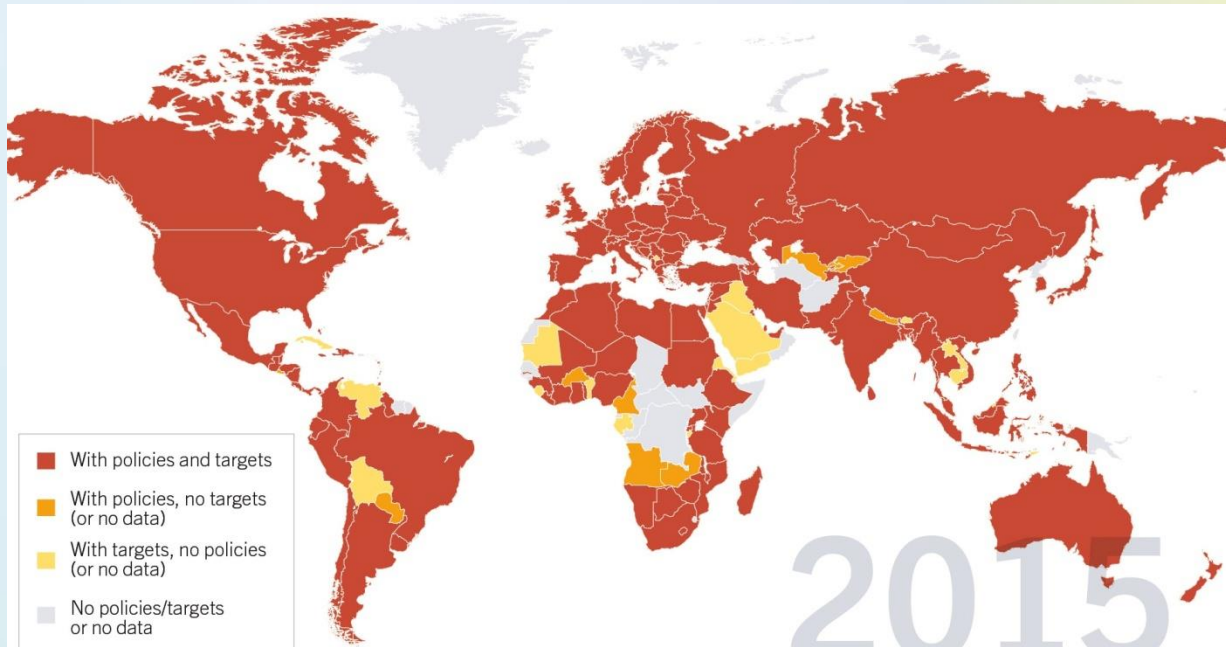 With policies and targets
With policies, no targets
(or no data)
With targets, no policies
(or no data)
No policies/targets
or no data
2015